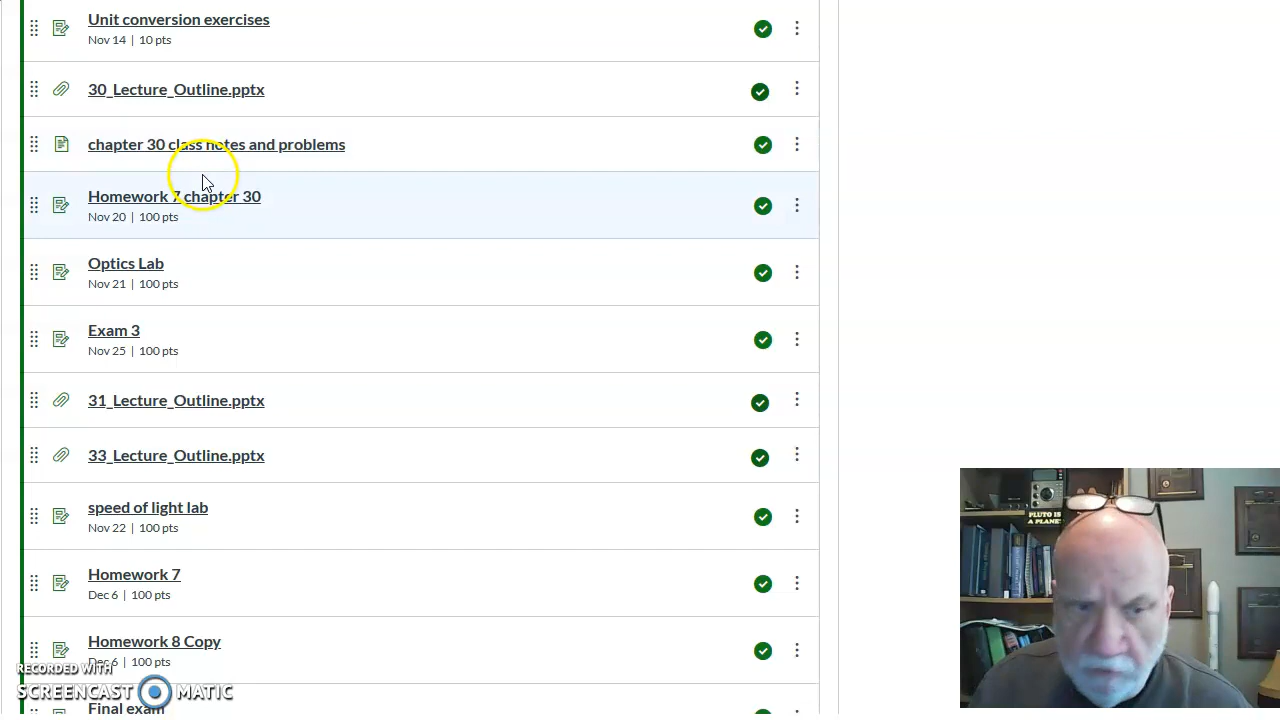 Unit conversion exercises
Nov 14 | 10 pts
30_Lecture_Outline.pptx
chapter 30 class notes and problems
Homework 7 chapter 30
Nov 20 | 100 pts
Optics Lab
Nov 21 | 100 pts
Exam 3
Nov 25 | 100 pts
31_Lecture_Outline.pptx
33_Lecture_Outline.pptx
speed of light lab
Nov 22 | 100 pts
Homework 7
Dec 6 | 100 pts
Homework 8 Copy
Dec 6 | 100 pts
Final exam
RECORDED WITH
SCREENCAST MATIC
PLUTO IS
A PLANET